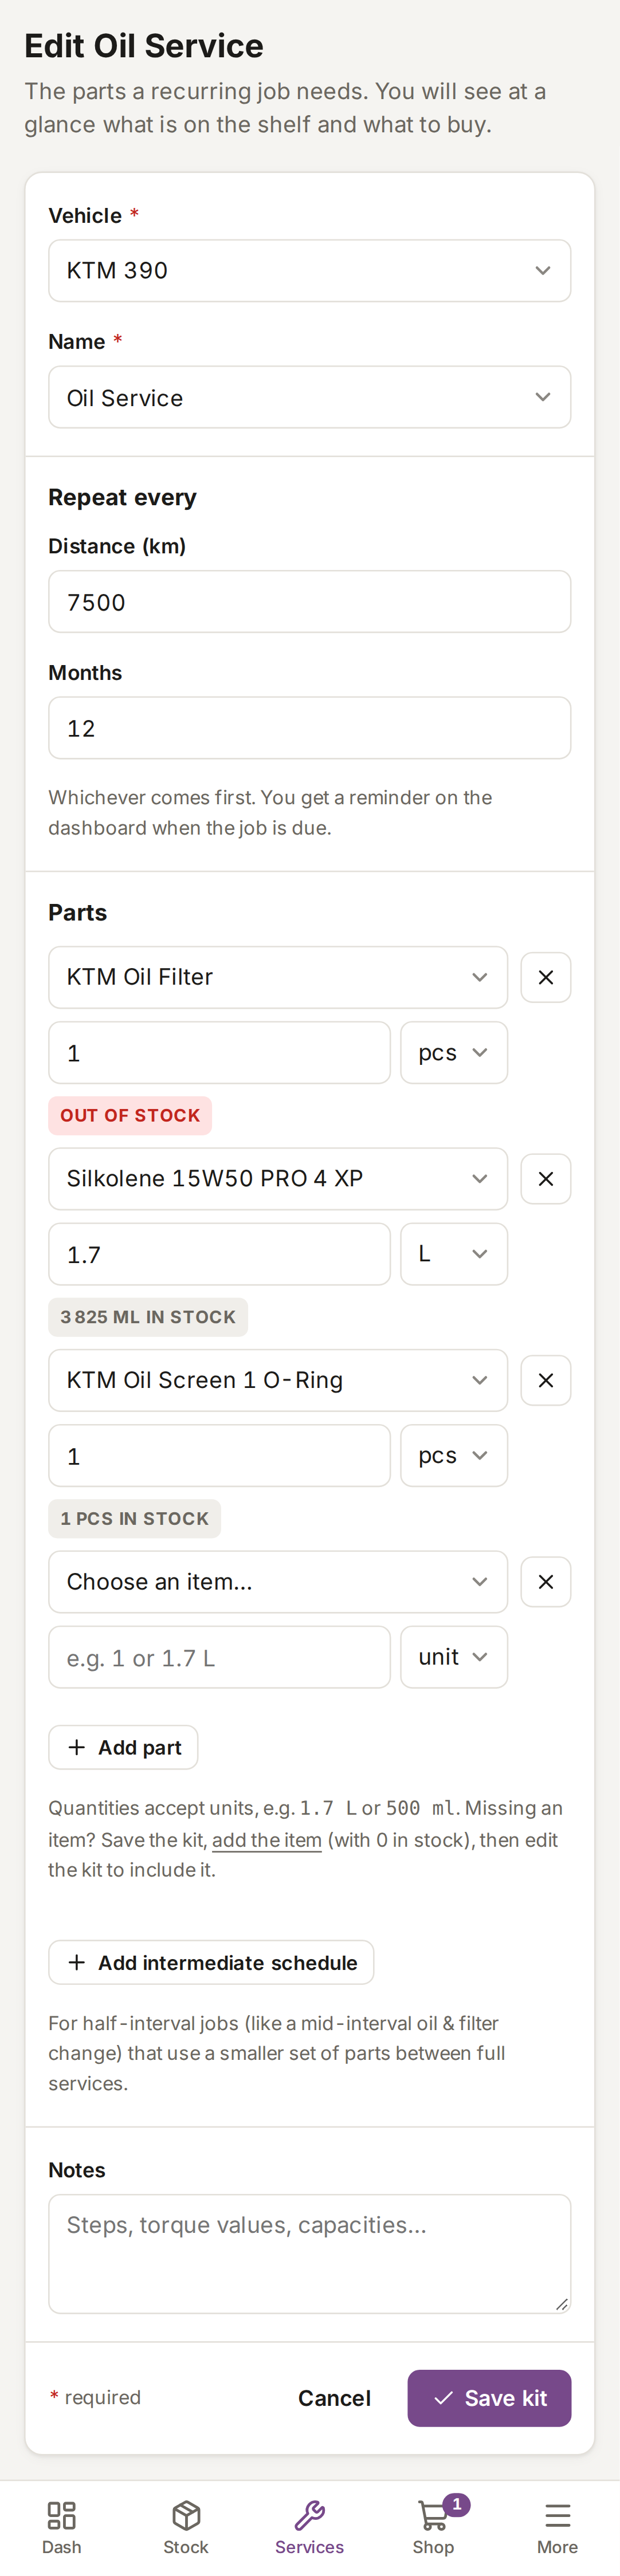 Edit Oil Service
The parts a recurring job needs. You will see at a
glance what is on the shelf and what to buy.
Vehicle *
KTM 390
Name *
Oil Service
Repeat every
Distance (km)
7500
Months
12
Whichever comes first. You get a reminder on the
dashboard when the job is due.
Parts
KTM Oil Filter
1
pcs
OUT OF STOCK
Silkolene 15W50 PRO 4 XP
1.7
L
3 825 ML IN STOCK
KTM Oil Screen 1 O-Ring
1
pcs
1 PCS IN STOCK
Choose an item...
e.g. 1 or 1.7 L
unit
+ Add part
Quantities accept units, e.g. 1.7 L or 500 ml. Missing an
item? Save the kit, add the item (with 0 in stock), then edit
the kit to include it.
+ Add intermediate schedule
For half-interval jobs (like a mid-interval oil & filter
change) that use a smaller set of parts between full
services.
Notes
Steps, torque values, capacities...
* required
Cancel
Save kit
1
Dash
Stock
Services
Shop
More